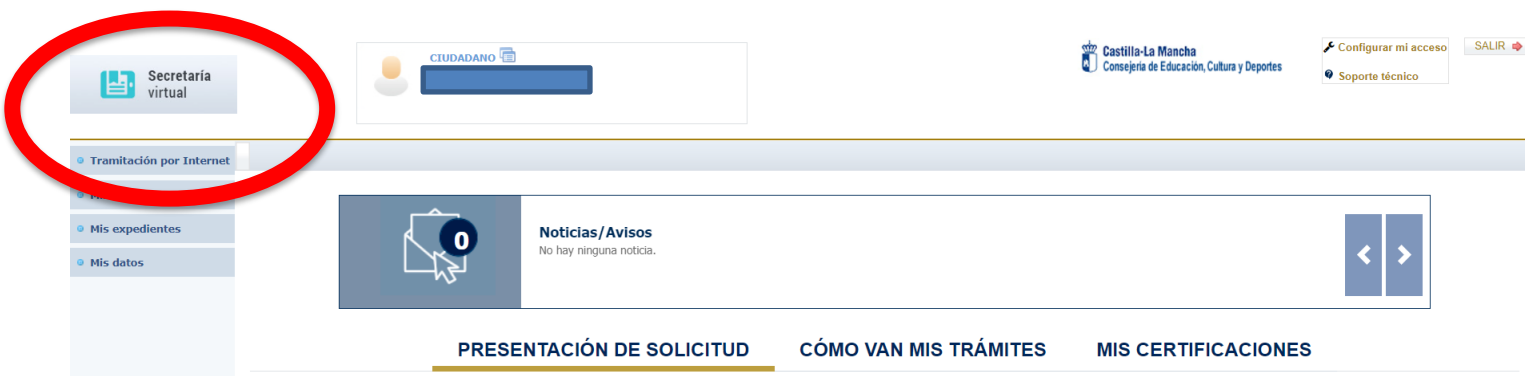 Secretaría
virtual
CIUDADANO
Castilla-La Mancha
Consejería de Educación, Cultura y Deportes
Configurar mi acceso
Soporte técnico
SALIR
Tramitación por Internet
Mis expedientes
Mis datos
0
Noticias/Avisos
No hay ninguna noticia.
PRESENTACIÓN DE SOLICITUD
CÓMO VAN MIS TRÁMITES
MIS CERTIFICACIONES